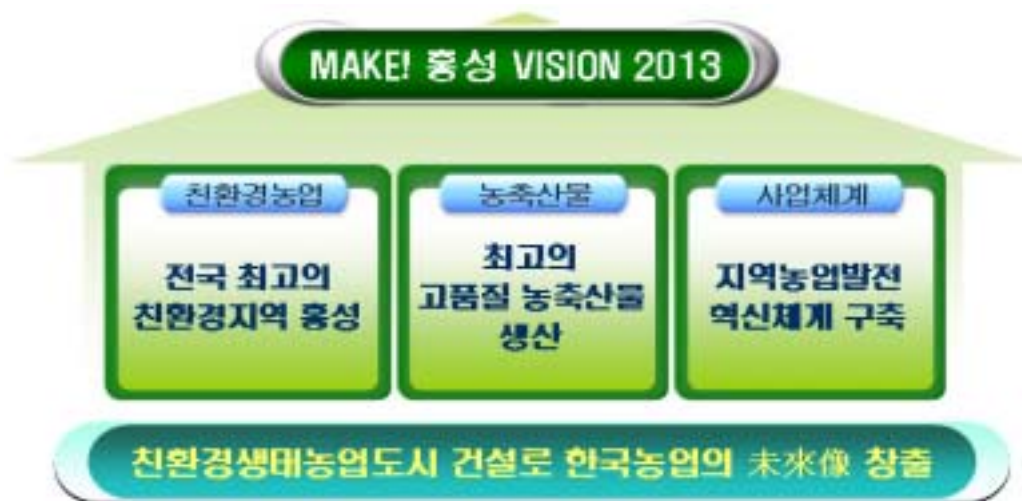 MAKE! 홍성 VISION 2013
친환경농업
전국 최고의
친환경지역 홍성
농축산물
최고의
고품질 농축산물
생산
사업체계
지역농업발전
혁신체계 구축
친환경생태농업도시 건설로 한국농업의 未來像 창출